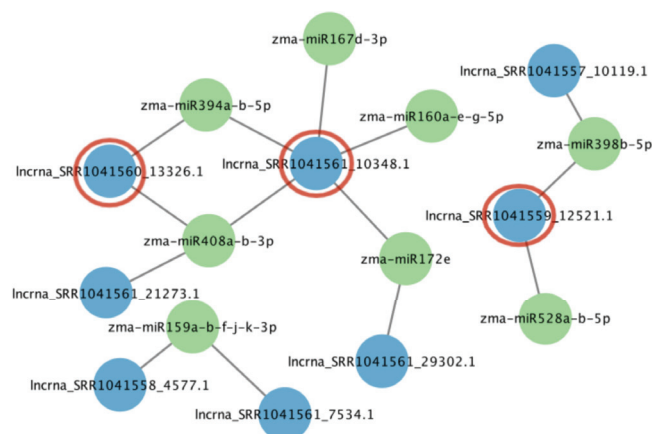 zma-miR167d-3p
lncrna_SRR1041557_10119.1
zma-miR394a-b-5p
zma-miR160a-e-g-5p
zma-miR398b-5p
lncrna_SRR1041560_13326.1
lncrna_SRR1041561_10348.1
lncrna_SRR1041559_12521.1
zma-miR408a-b-3p
zma-miR172e
lncrna_SRR1041561_21273.1
zma-miR528a-b-5p
zma-miR159a-b-f-j-k-3p
lncrna_SRR1041561_29302.1
lncrna_SRR1041558_4577.1
lncrna_SRR1041561_7534.1